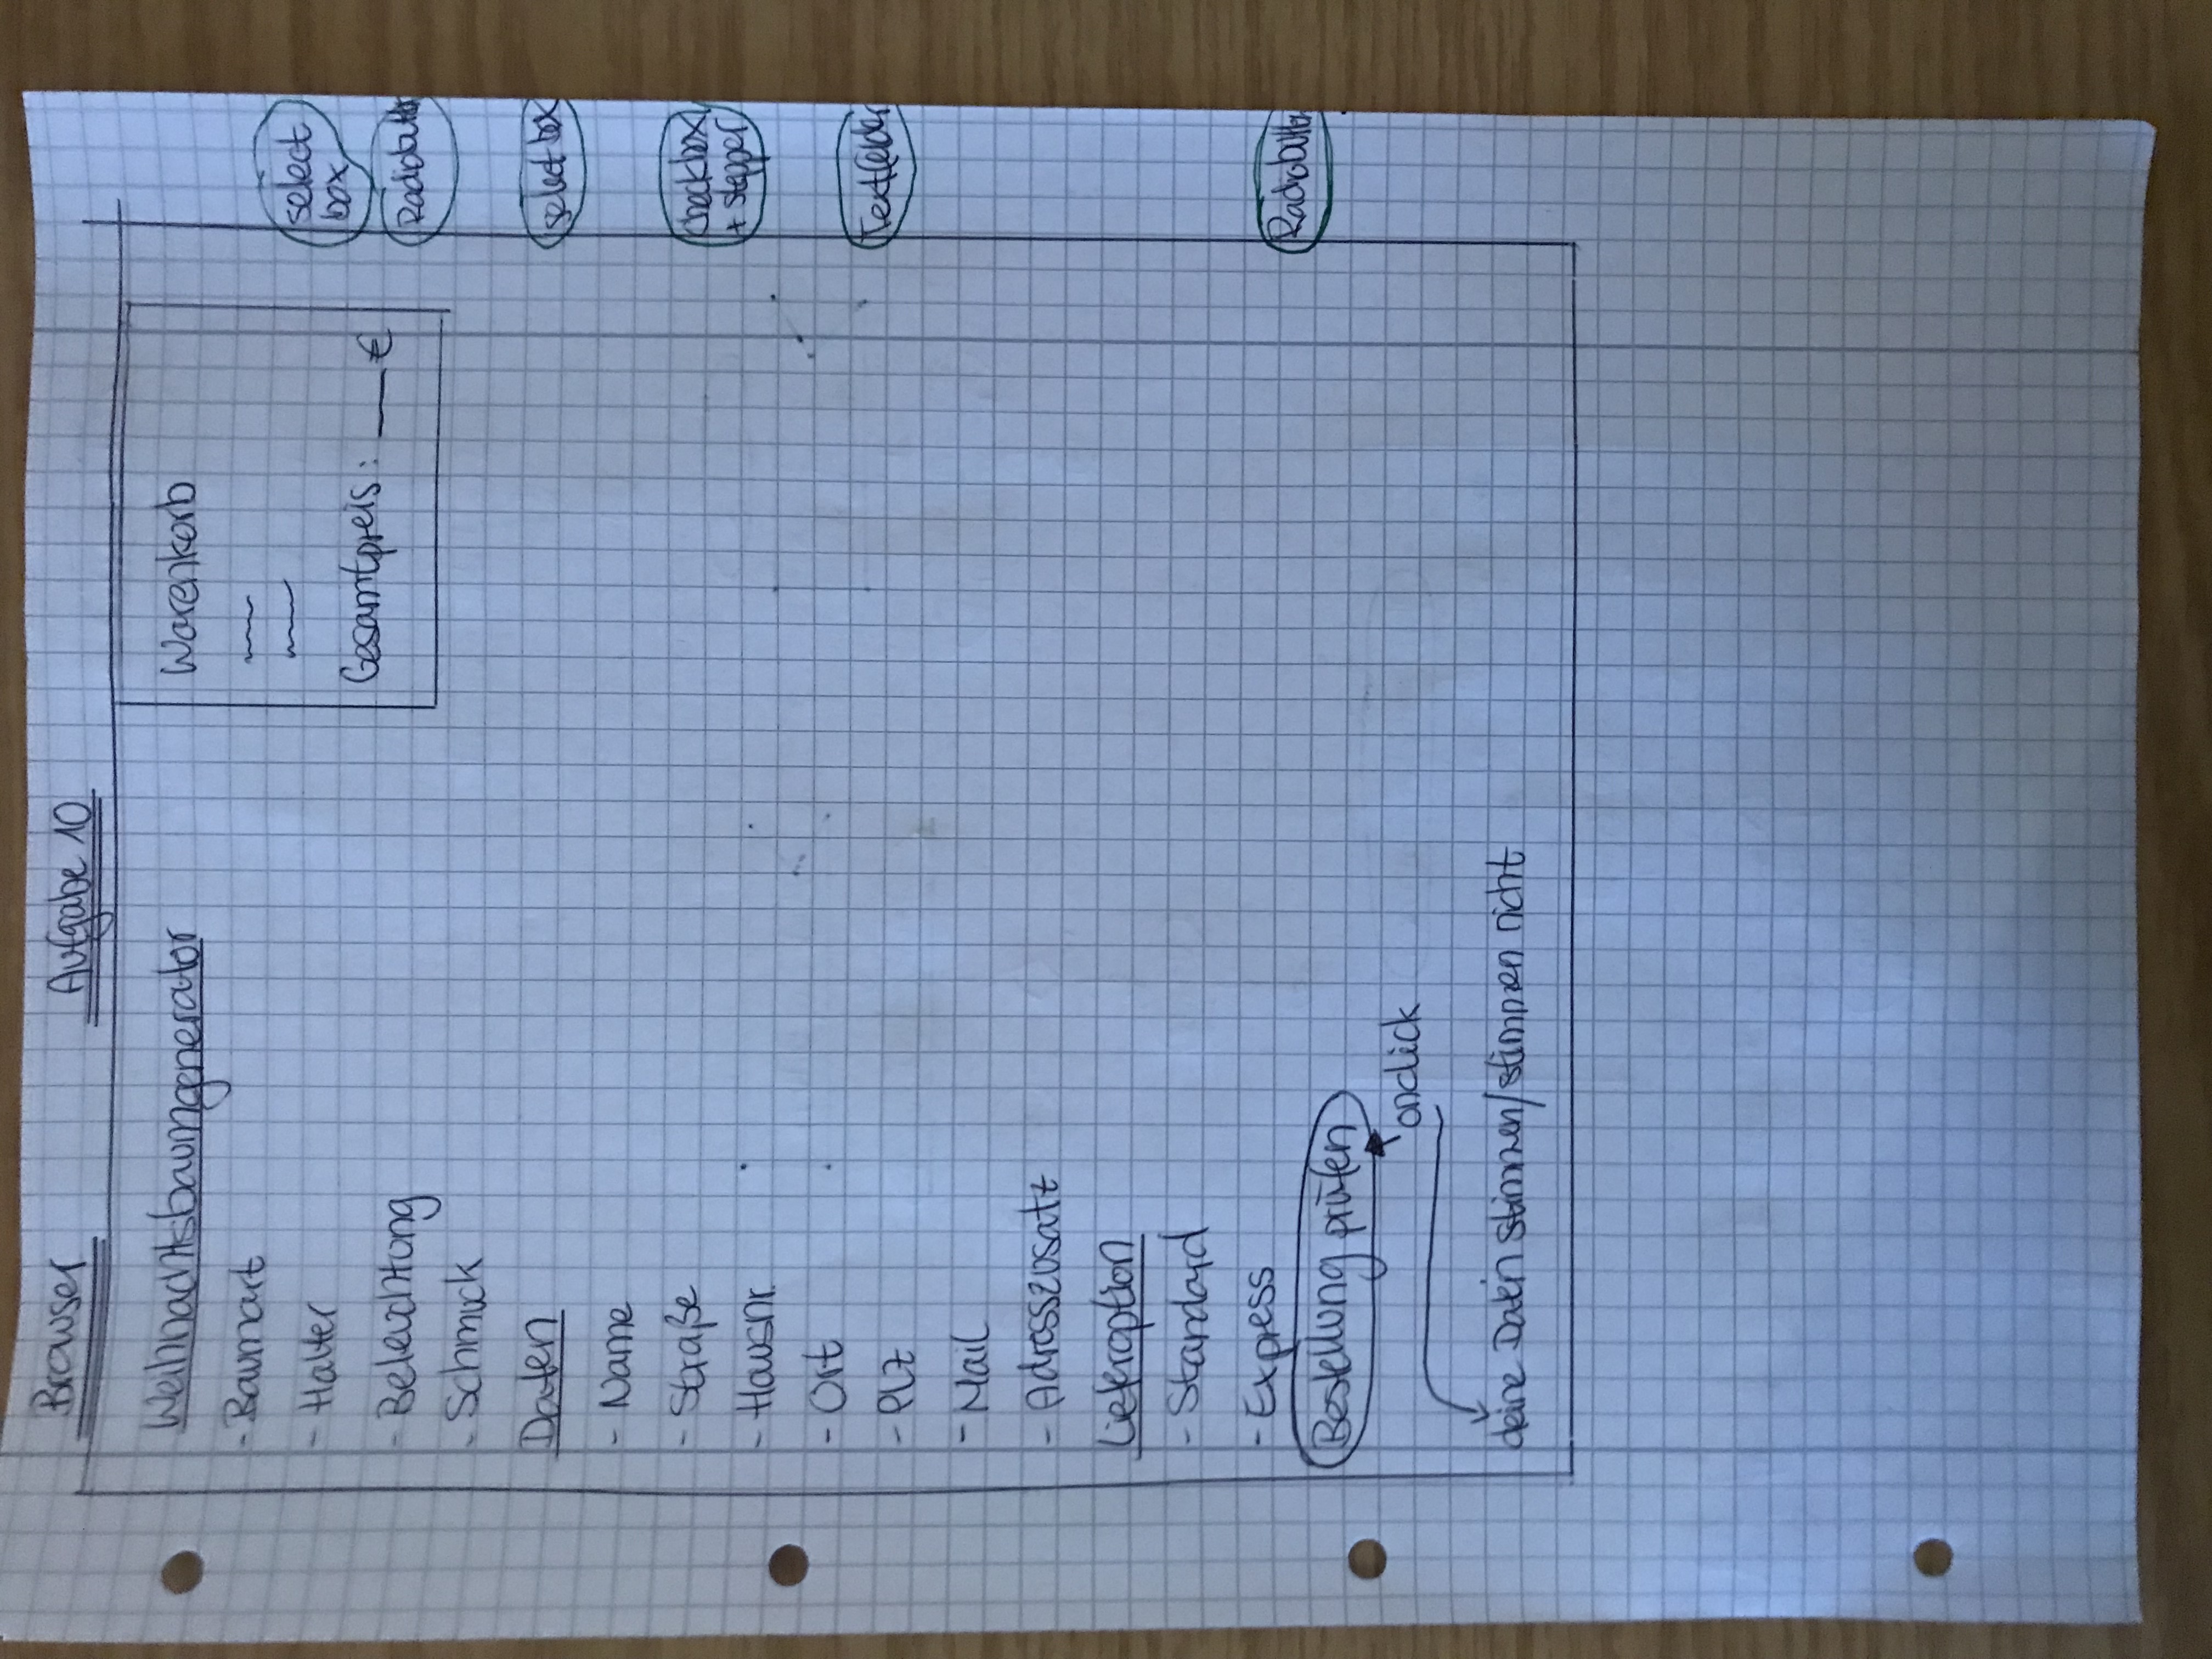 Browser Aufgabe 10
Weihnachtsbaumgenerator
- Baumart
- Halter
- Beleuchtung
- Schmuck
Daten
- Name
- Straße
- Hausnr.
- Ort
- PLZ
- Mail
- Adresszusatz
Lieferoption
- Standard
- Express
Bestellung prüfen
onclick
deine Daten stimmen/stimmen nicht
Warenkorb
Gesamtpreis: ___ €
select
box
Radiobutton
select box
checkbox
+ stepper
Textfelder
Radiobutton